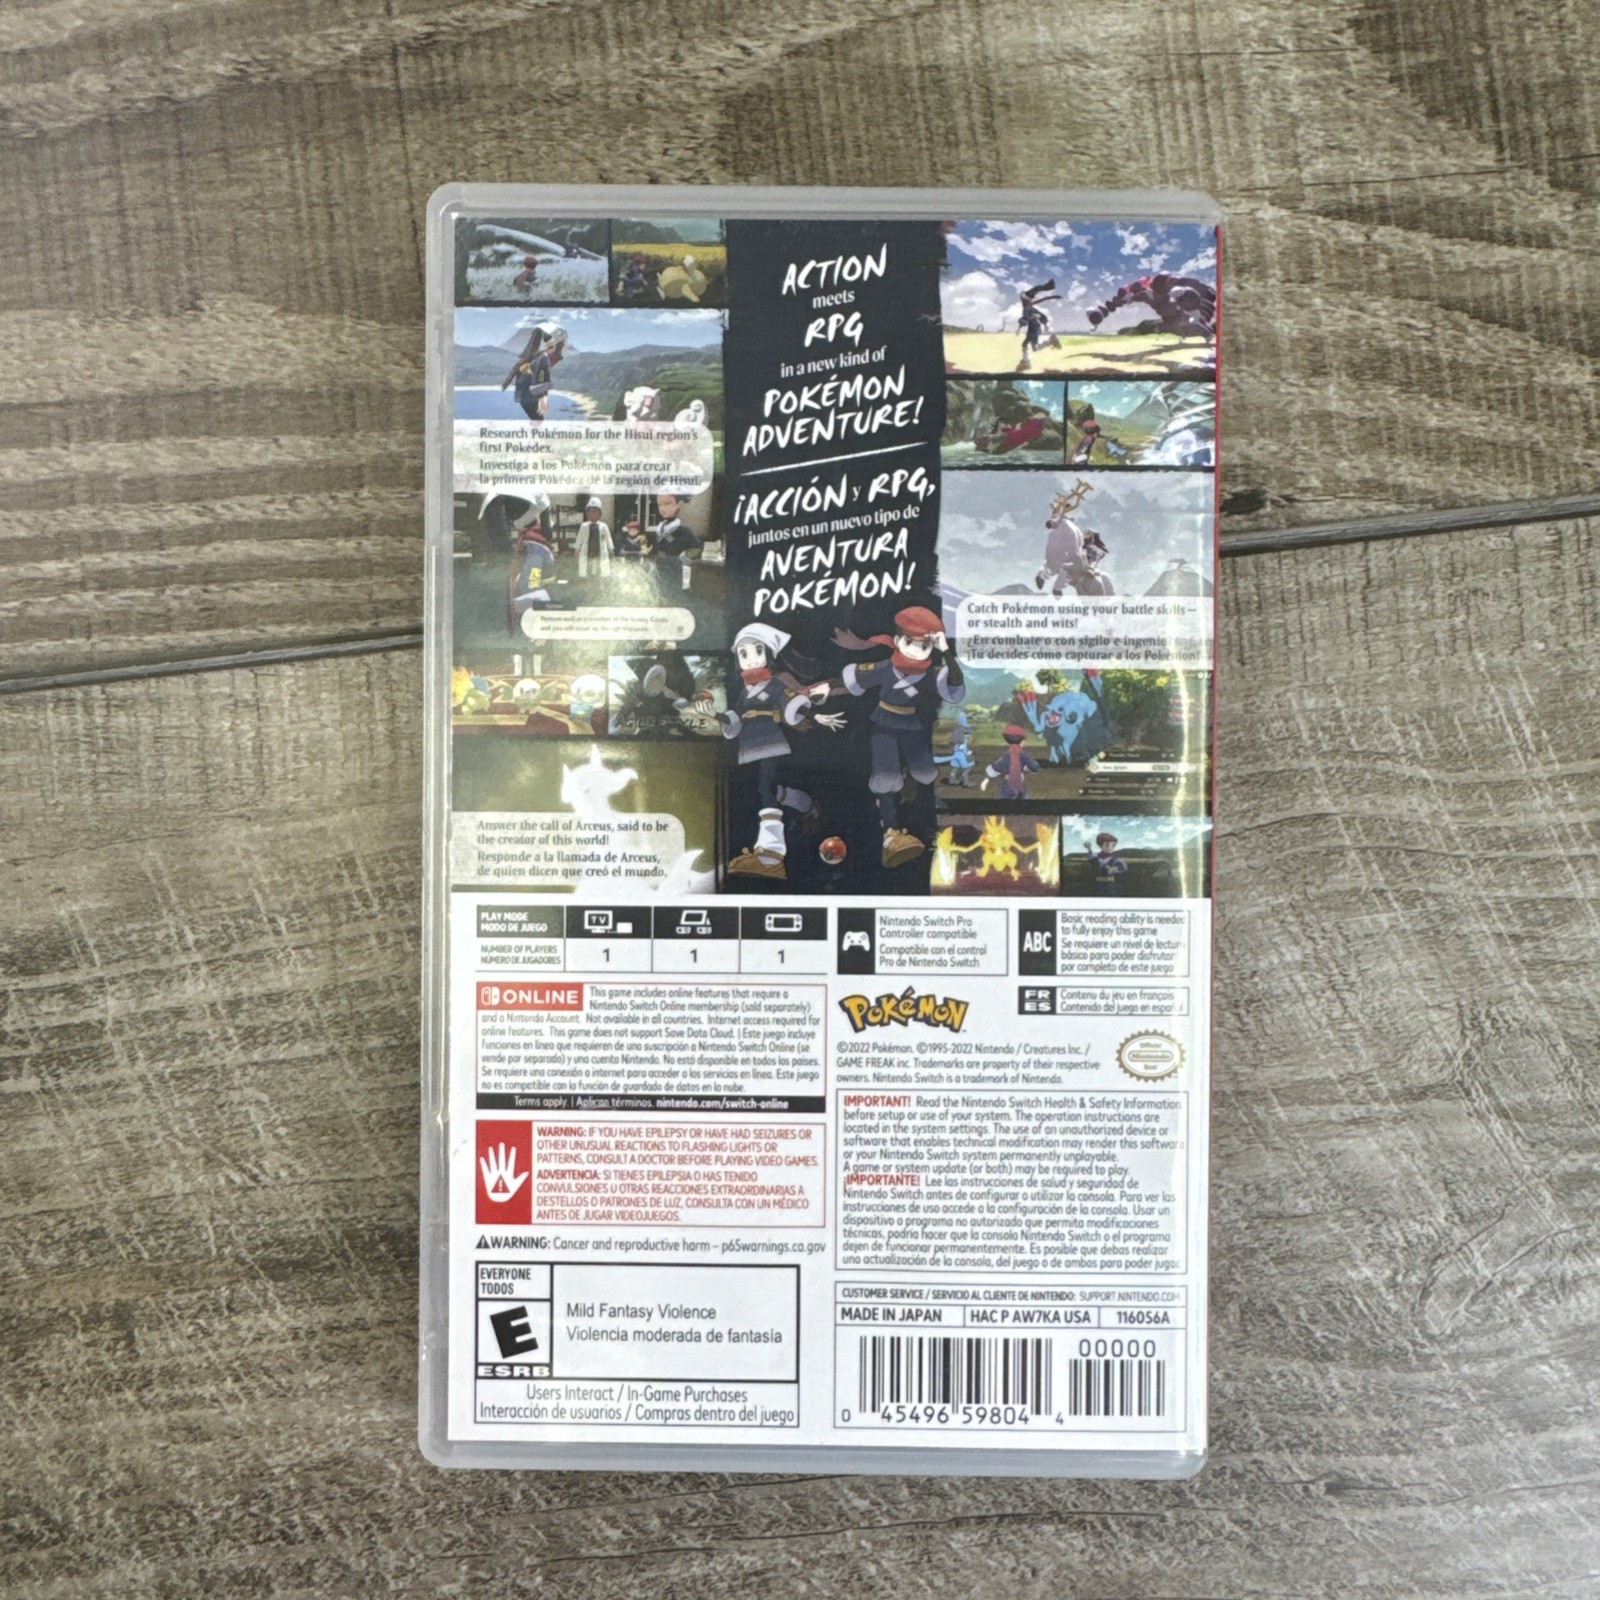 ACTION
meets
RPG
in a new kind of
POKÉMON
ADVENTURE!
¡ACCIÓN y RPG,
juntos en un nuevo tipo de
AVENTURA
POKÉMON!
Research Pokémon for the Hisui region's
first Pokédex.
Investiga a los Pokémon para crear
la primera Pokédex de la región de Hisui.
Catch Pokémon using your battle skills—
or stealth and wits!
¿En combate o con sigilo e ingenio?
¡Tú decides cómo capturar a los Pokémon!
Answer the call of Arceus, said to be
the creator of this world!
Responde a la llamada de Arceus,
de quien dicen que creó el mundo.
PLAY MODE
MODO DE JUEGO
TV
NUMBER OF PLAYERS
NÚMERO DE JUGADORES
1 1 1
Nintendo Switch Pro
Controller compatible
Compatible con el control
Pro de Nintendo Switch
ABC
Basic reading ability is needed
to fully enjoy this game
Se requiere un nivel de lectura
básico para poder disfrutar
por completo de este juego
ONLINE
This game includes online features that require a
Nintendo Switch Online membership (sold separately)
and a Nintendo Account. Not available in all countries. Internet access required for
online features. This game does not support Save Data Cloud. | Este juego incluye
funciones en línea que requieren de una suscripción a Nintendo Switch Online (se
vende por separado) y una cuenta Nintendo. No está disponible en todos los países.
Se requiere una conexión a internet para acceder a los servicios en línea. Este juego
no es compatible con la función de guardado de datos en la nube.
Terms apply. | Aplican términos. nintendo.com/switch-online
POKéMON
FR
ES
Contenu du jeu en français
Contenido del juego en español
©2022 Pokémon. ©1995-2022 Nintendo / Creatures Inc. /
GAME FREAK inc. Trademarks are property of their respective
owners. Nintendo Switch is a trademark of Nintendo.
Official
Nintendo
Seal
WARNING: IF YOU HAVE EPILEPSY OR HAVE HAD SEIZURES OR
OTHER UNUSUAL REACTIONS TO FLASHING LIGHTS OR
PATTERNS, CONSULT A DOCTOR BEFORE PLAYING VIDEO GAMES.
ADVERTENCIA: SI TIENES EPILEPSIA O HAS TENIDO
CONVULSIONES U OTRAS REACCIONES EXTRAORDINARIAS A
DESTELLOS O PATRONES DE LUZ, CONSULTA CON UN MÉDICO
ANTES DE JUGAR VIDEOJUEGOS.
WARNING: Cancer and reproductive harm – p65warnings.ca.gov
IMPORTANT! Read the Nintendo Switch Health & Safety Information
before setup or use of your system. The operation instructions are
located in the system settings. The use of an unauthorized device or
software that enables technical modification may render this software
or your Nintendo Switch system permanently unplayable.
A game or system update (or both) may be required to play.
¡IMPORTANTE! Lee las instrucciones de salud y seguridad de
Nintendo Switch antes de configurar o utilizar la consola. Para ver las
instrucciones de uso accede a la configuración de la consola. Usar un
dispositivo o programa no autorizado que permita modificaciones
técnicas, podría hacer que la consola Nintendo Switch o el programa
dejen de funcionar permanentemente. Es posible que debas realizar
una actualización de la consola, del juego o de ambos para poder jugar.
EVERYONE
TODOS
E
ESRB
Mild Fantasy Violence
Violencia moderada de fantasía
Users Interact / In-Game Purchases
Interacción de usuarios / Compras dentro del juego
CUSTOMER SERVICE / SERVICIO AL CLIENTE DE NINTENDO: SUPPORT.NINTENDO.COM
MADE IN JAPAN HAC P AW7KA USA 116056A
00000
0 45496 59804 4